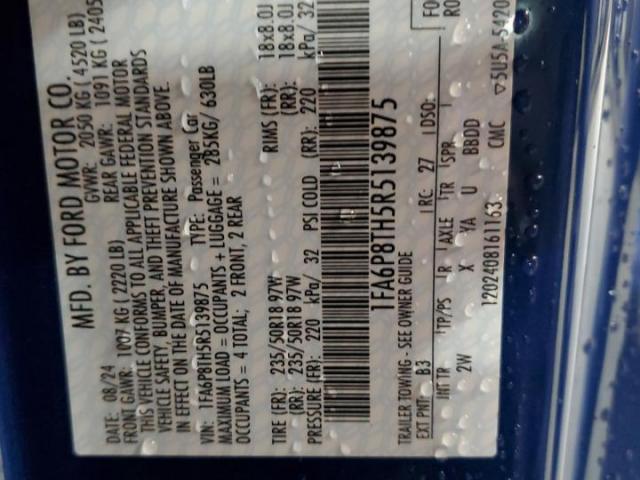 MFD. BY FORD MOTOR CO.
DATE: 08/24 GVWR: 2050 KG ( 4520 LB)
FRONT GAWR: 1007 KG ( 2220 LB) REAR GAWR: 1091 KG ( 2405
THIS VEHICLE CONFORMS TO ALL APPLICABLE FEDERAL MOTOR
VEHICLE SAFETY, BUMPER, AND THEFT PREVENTION STANDARDS
IN EFFECT ON THE DATE OF MANUFACTURE SHOWN ABOVE.
VIN: 1FA6P8TH5R5139875 TYPE: Passenger Car
MAXIMUM LOAD = OCCUPANTS + LUGGAGE = 285KG/ 630LB
OCCUPANTS = 4 TOTAL; 2 FRONT, 2 REAR
TIRE (FR): 235/50R18 97W RIMS (FR): 18x8.0J
(RR): 235/50R18 97W (RR): 18x8.0J
PRESSURE (FR): 220 kPa/ 32 PSI COLD (RR): 220 kPa/ 32
1FA6P8TH5R5139875
TRAILER TOWING - SEE OWNER GUIDE FO
EXT PNT: B3 RC: 27 DSO: RO
INT TR TP/PS R AXLE TR SPR
2W X YA U BBDD
1202408161163 CMC ▽5U5A-5420